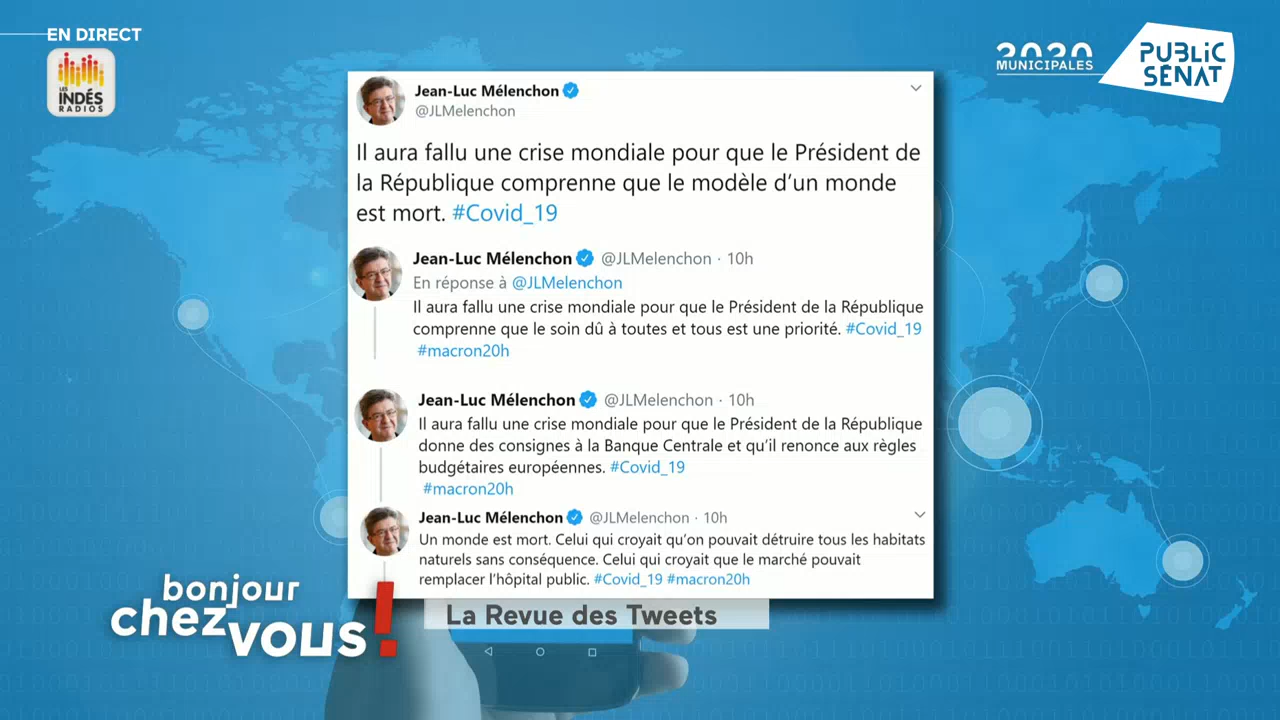 EN DIRECT
LES
INDÉS
RADIOS
2020
MUNICIPALES
PUBLIC
SÉNAT
Jean-Luc Mélenchon
@JLMelenchon
Il aura fallu une crise mondiale pour que le Président de
la République comprenne que le modèle d’un monde
est mort. #Covid_19
Jean-Luc Mélenchon @JLMelenchon · 10h
En réponse à @JLMelenchon
Il aura fallu une crise mondiale pour que le Président de la République
comprenne que le soin dû à toutes et tous est une priorité. #Covid_19
#macron20h
Jean-Luc Mélenchon @JLMelenchon · 10h
Il aura fallu une crise mondiale pour que le Président de la République
donne des consignes à la Banque Centrale et qu’il renonce aux règles
budgétaires européennes. #Covid_19
#macron20h
Jean-Luc Mélenchon @JLMelenchon · 10h
Un monde est mort. Celui qui croyait qu’on pouvait détruire tous les habitats
naturels sans conséquence. Celui qui croyait que le marché pouvait
remplacer l’hôpital public. #Covid_19 #macron20h
bonjour
chez
vous !
La Revue des Tweets